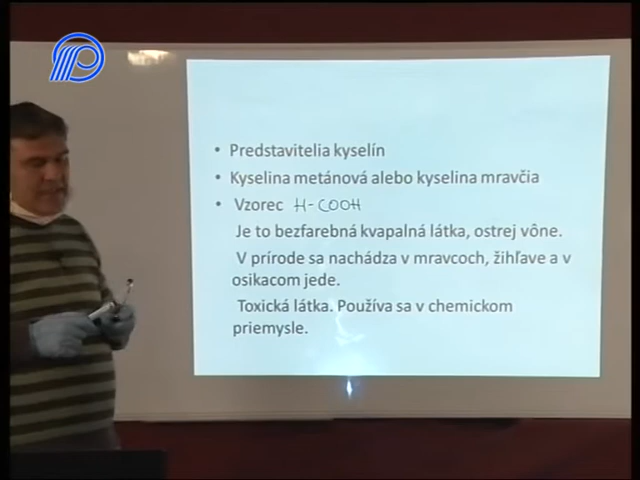 • Predstavitelia kyselín
• Kyselina metánová alebo kyselina mravčia
• Vzorec H-COOH
Je to bezfarebná kvapalná látka, ostrej vône.
V prírode sa nachádza v mravcoch, žihľave a v
osikacom jede.
Toxická látka. Používa sa v chemickom
priemysle.